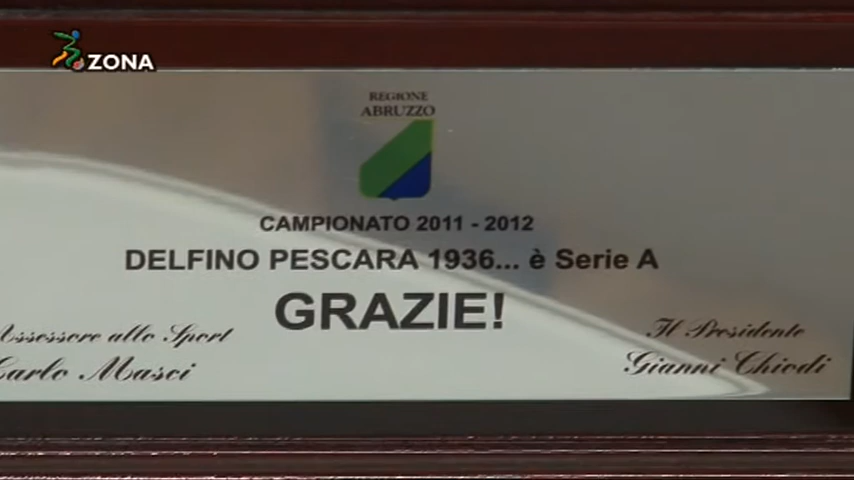 ZONA
REGIONE
ABRUZZO
CAMPIONATO 2011 - 2012
DELFINO PESCARA 1936... è Serie A
GRAZIE!
Assessore allo Sport
Carlo Masci
Il Presidente
Gianni Chiodi